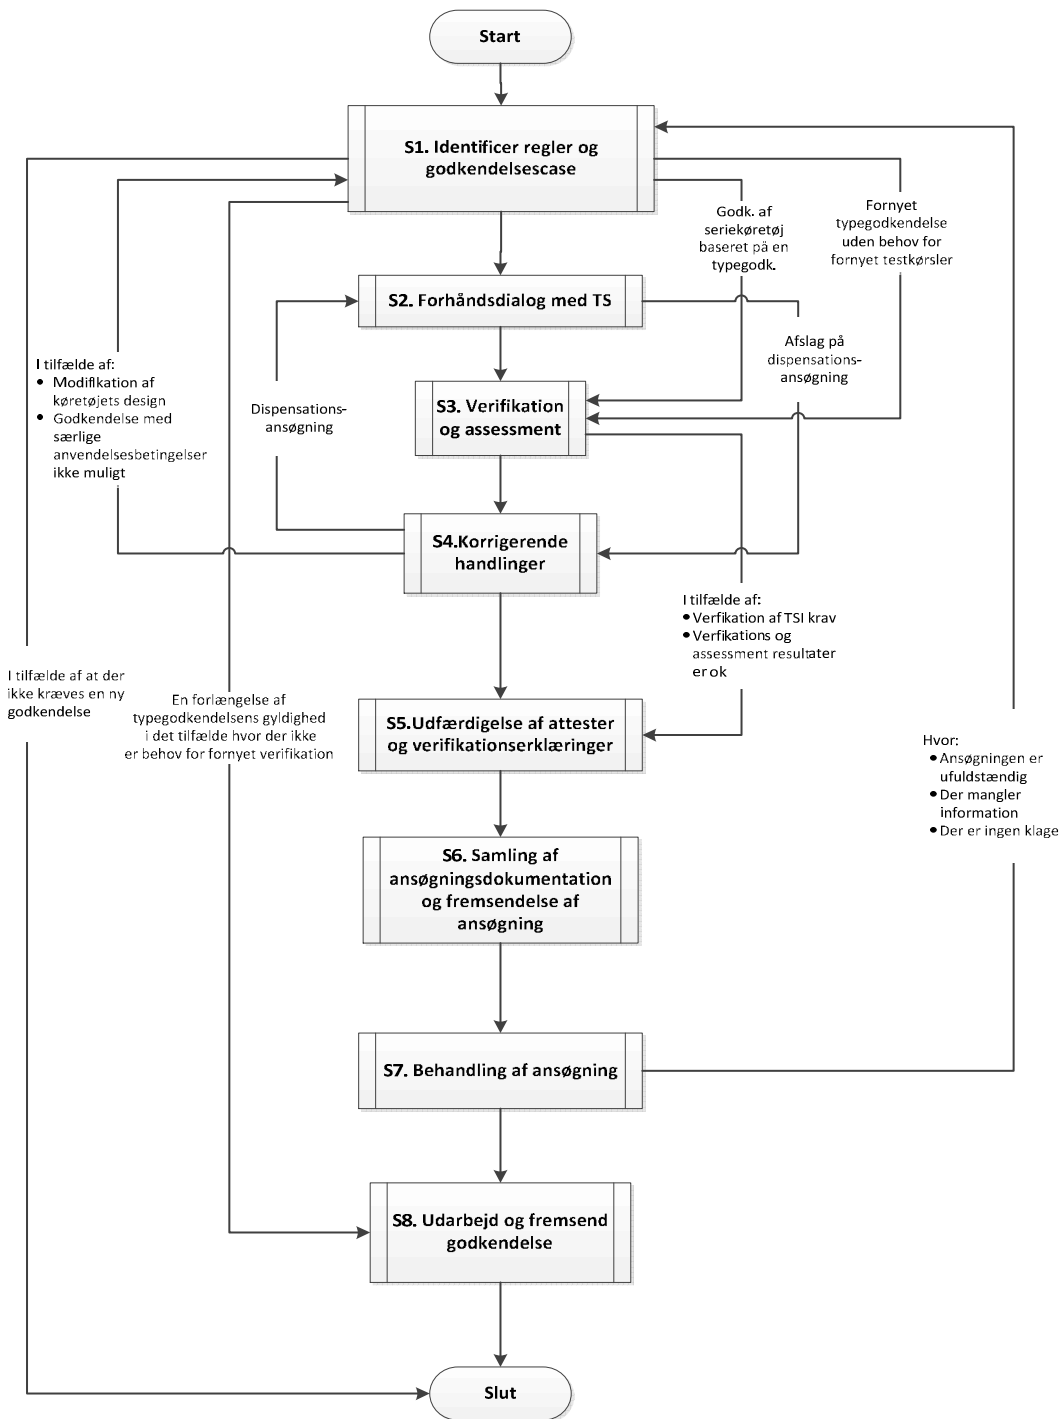 Start
S1. Identificer regler og
godkendelsescase
Godk. af
seriekøretøj
baseret på en
typegodk.
Fornyet
typegodkendelse
uden behov for
fornyet testkørsler
S2. Forhåndsdialog med TS
Afslag på
dispensations-
ansøgning
I tilfælde af:
• Modifikation af
køretøjets design
• Godkendelse med
særlige
anvendelsesbetingelser
ikke muligt
Dispensations-
ansøgning
S3. Verifikation
og assessment
S4.Korrigerende
handlinger
I tilfælde af:
• Verfikation af TSI krav
• Verfikations og
assessment resultater
er ok
I tilfælde af at der
ikke kræves en ny
godkendelse
En forlængelse af
typegodkendelsens gyldighed
i det tilfælde hvor der ikke
er behov for fornyet verifikation
S5.Udfærdigelse af attester
og verifikationserklæringer
Hvor:
• Ansøgningen er
ufuldstændig
• Der mangler
information
• Der er ingen klage
S6. Samling af
ansøgningsdokumentation
og fremsendelse af
ansøgning
S7. Behandling af ansøgning
S8. Udarbejd og fremsend
godkendelse
Slut